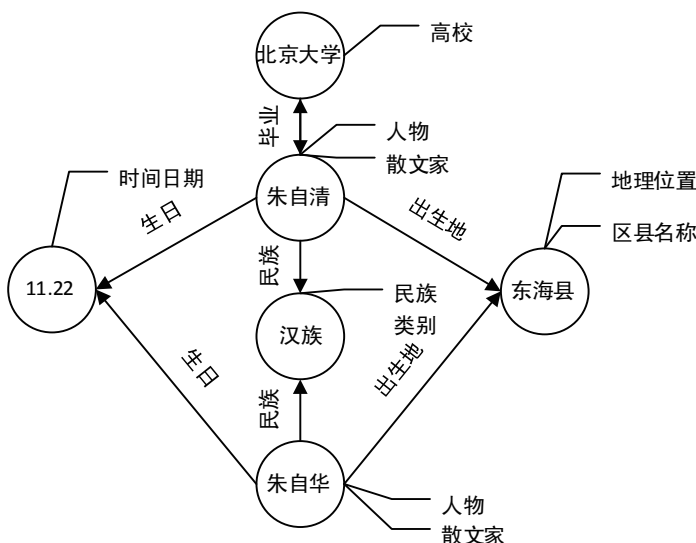 北京大学
高校
毕业
人物
散文家
朱自清
时间日期
生日
出生地
地理位置
区县名称
11.22
民族
东海县
民族
类别
汉族
生日
出生地
民族
朱自华
人物
散文家